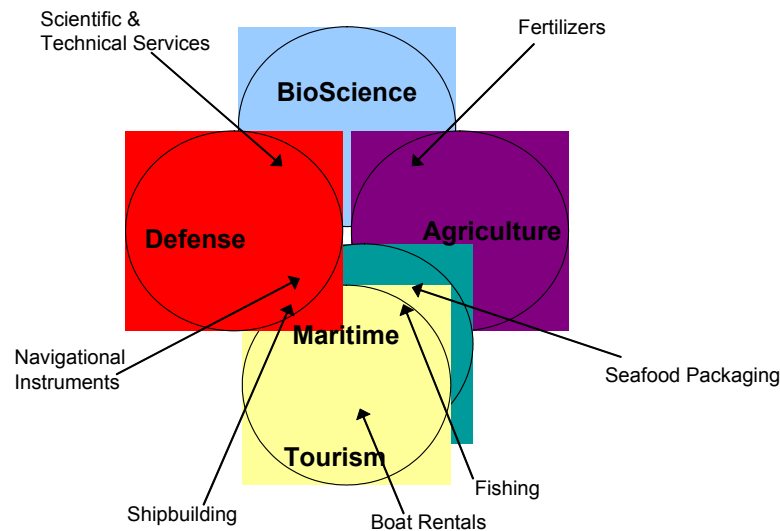 Scientific &
Technical Services
Fertilizers
BioScience
Defense
Agriculture
Maritime
Navigational
Instruments
Seafood Packaging
Tourism
Fishing
Shipbuilding
Boat Rentals